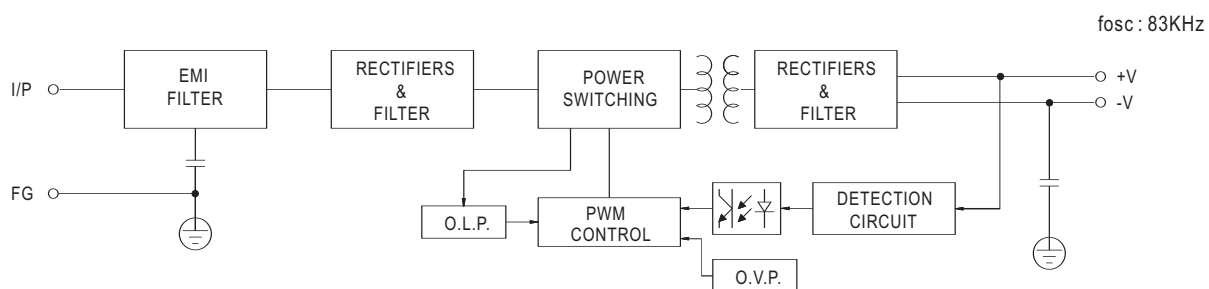 fosc : 83KHz
I/P
EMI
FILTER
RECTIFIERS
&
FILTER
POWER
SWITCHING
RECTIFIERS
&
FILTER
+V
-V
FG
O.L.P.
PWM
CONTROL
DETECTION
CIRCUIT
O.V.P.